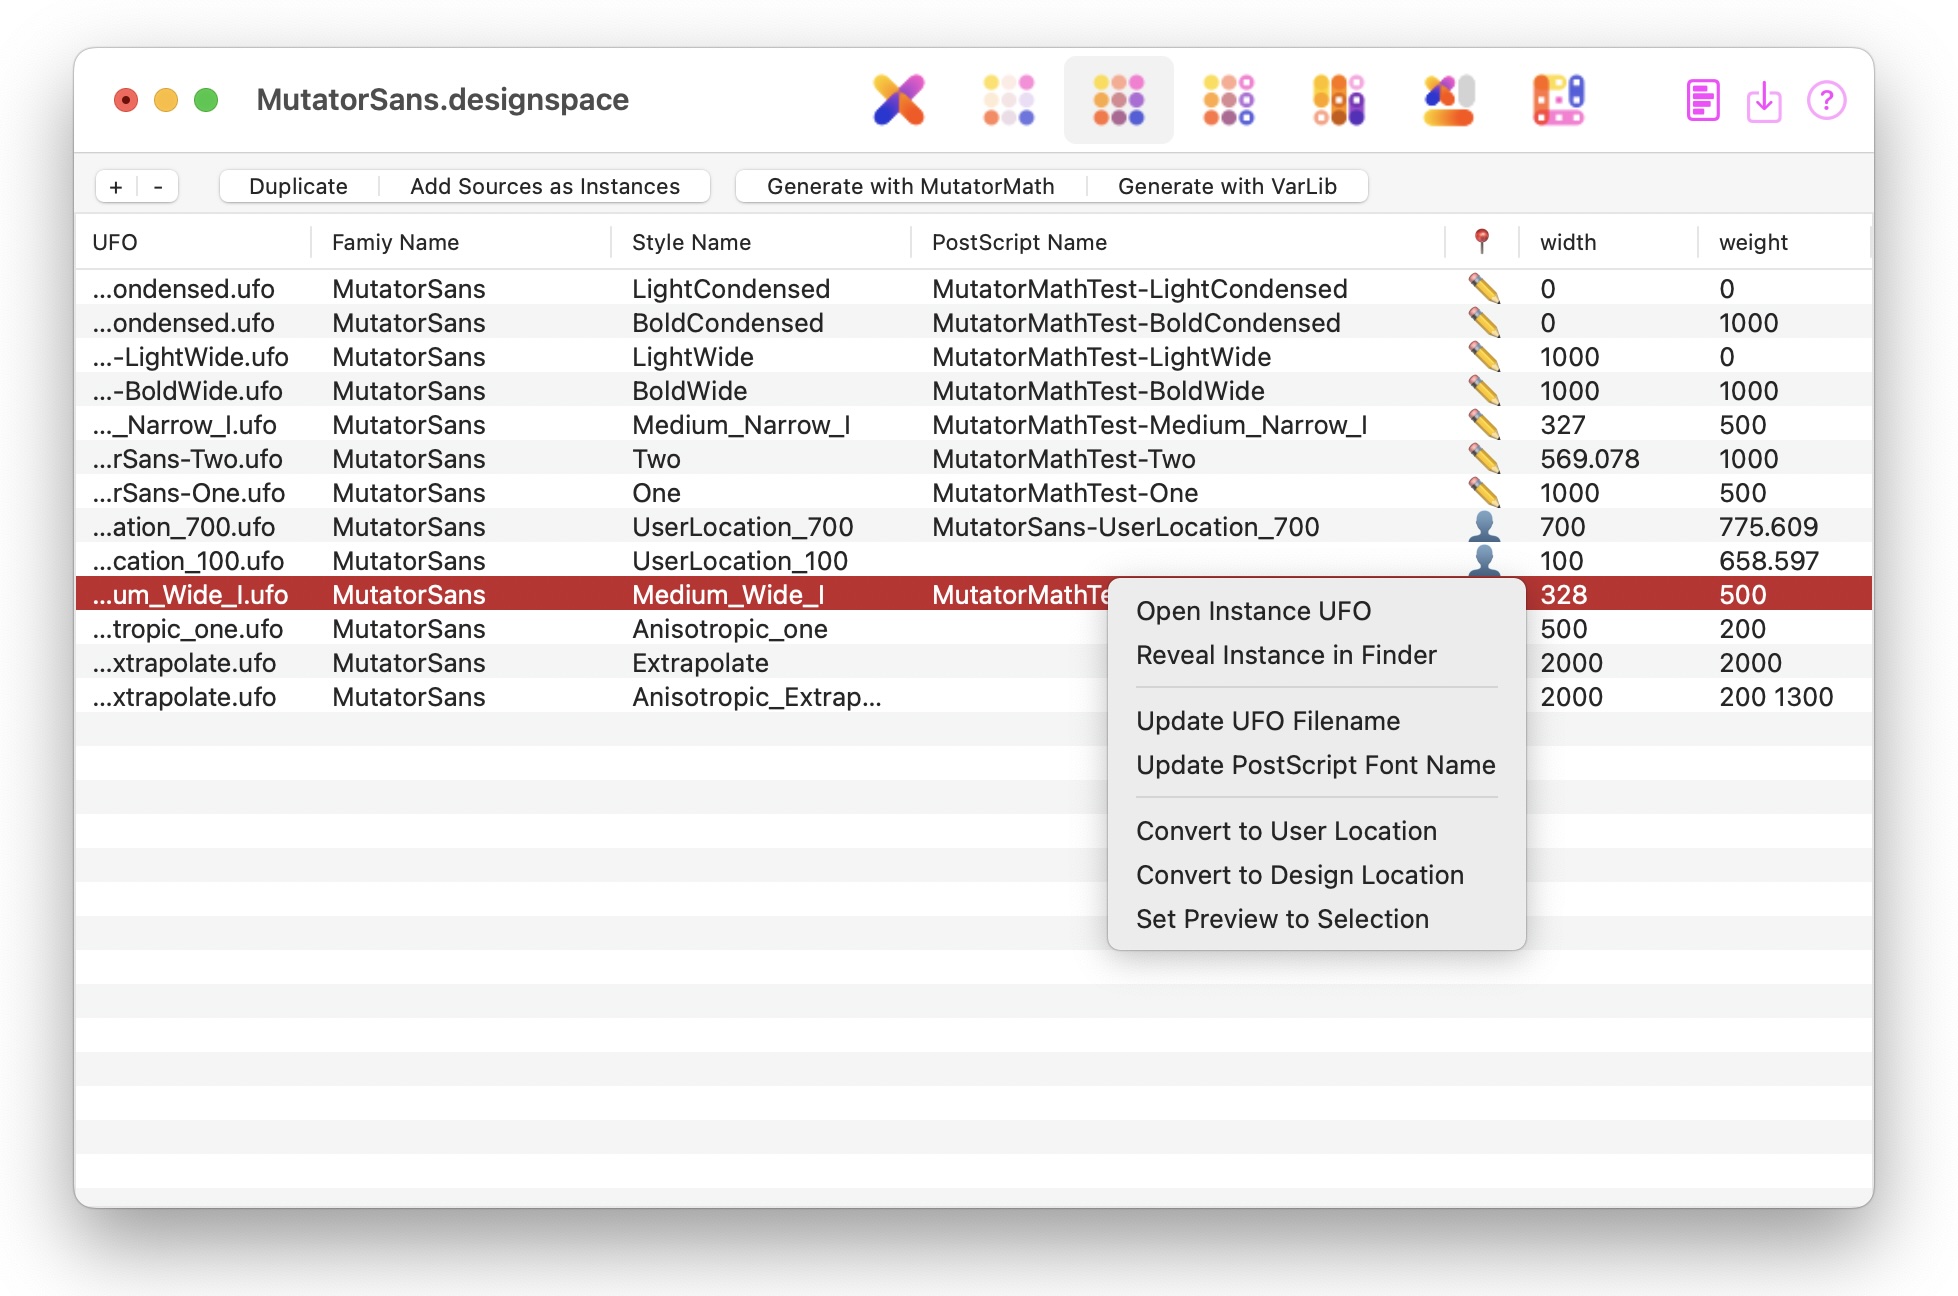 MutatorSans.designspace
?
+ - Duplicate Add Sources as Instances Generate with MutatorMath Generate with VarLib
UFO Famiy Name Style Name PostScript Name width weight
...ondensed.ufo MutatorSans LightCondensed MutatorMathTest-LightCondensed 0 0
...ondensed.ufo MutatorSans BoldCondensed MutatorMathTest-BoldCondensed 0 1000
...-LightWide.ufo MutatorSans LightWide MutatorMathTest-LightWide 1000 0
...-BoldWide.ufo MutatorSans BoldWide MutatorMathTest-BoldWide 1000 1000
..._Narrow_I.ufo MutatorSans Medium_Narrow_I MutatorMathTest-Medium_Narrow_I 327 500
...rSans-Two.ufo MutatorSans Two MutatorMathTest-Two 569.078 1000
...rSans-One.ufo MutatorSans One MutatorMathTest-One 1000 500
...ation_700.ufo MutatorSans UserLocation_700 MutatorSans-UserLocation_700 700 775.609
...cation_100.ufo MutatorSans UserLocation_100 100 658.597
...um_Wide_I.ufo MutatorSans Medium_Wide_I MutatorMathTe 328 500
...tropic_one.ufo MutatorSans Anisotropic_one 500 200
...xtrapolate.ufo MutatorSans Extrapolate 2000 2000
...xtrapolate.ufo MutatorSans Anisotropic_Extrap... 2000 200 1300
Open Instance UFO
Reveal Instance in Finder
Update UFO Filename
Update PostScript Font Name
Convert to User Location
Convert to Design Location
Set Preview to Selection